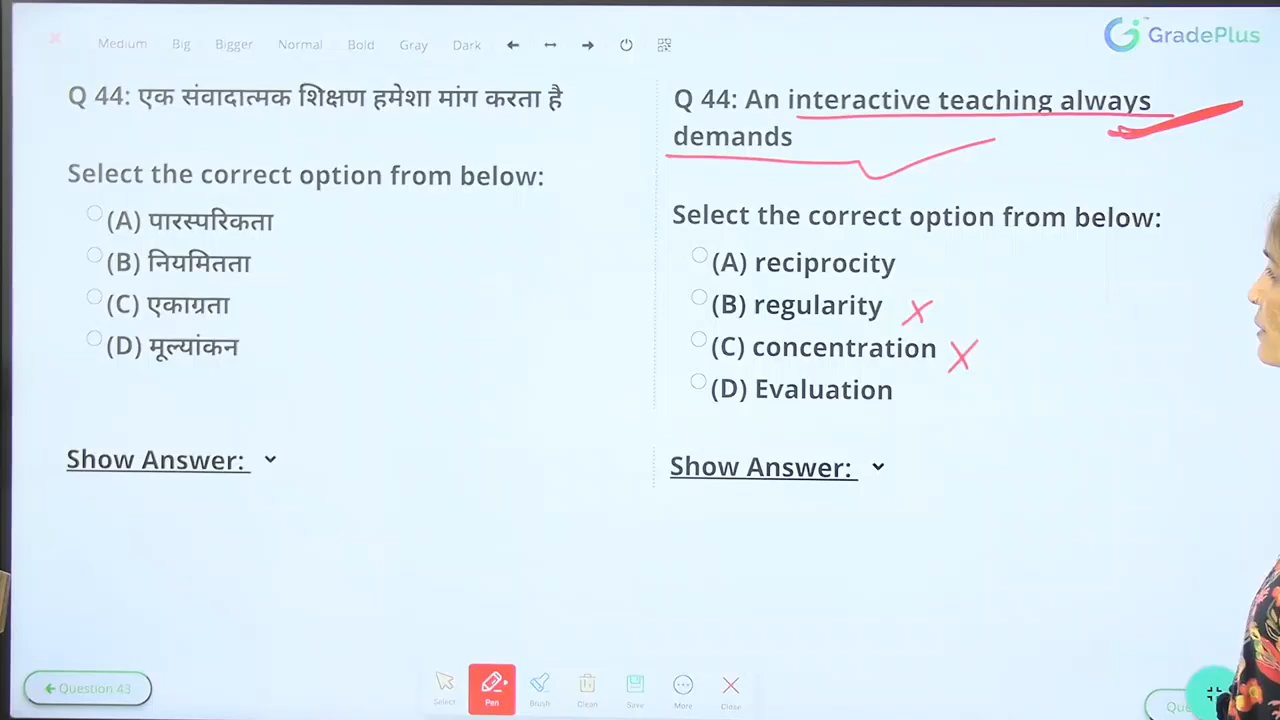 Medium Big Bigger Normal Bold Gray Dark
GradePlus
Q 44: एक संवादात्मक शिक्षण हमेशा मांग करता है
Select the correct option from below:
(A) पारस्परिकता
(B) नियमितता
(C) एकाग्रता
(D) मूल्यांकन
Show Answer:
Q 44: An interactive teaching always
demands
Select the correct option from below:
(A) reciprocity
(B) regularity
(C) concentration
(D) Evaluation
Show Answer:
Question 43
Select Pen Brush Clean Save More Close